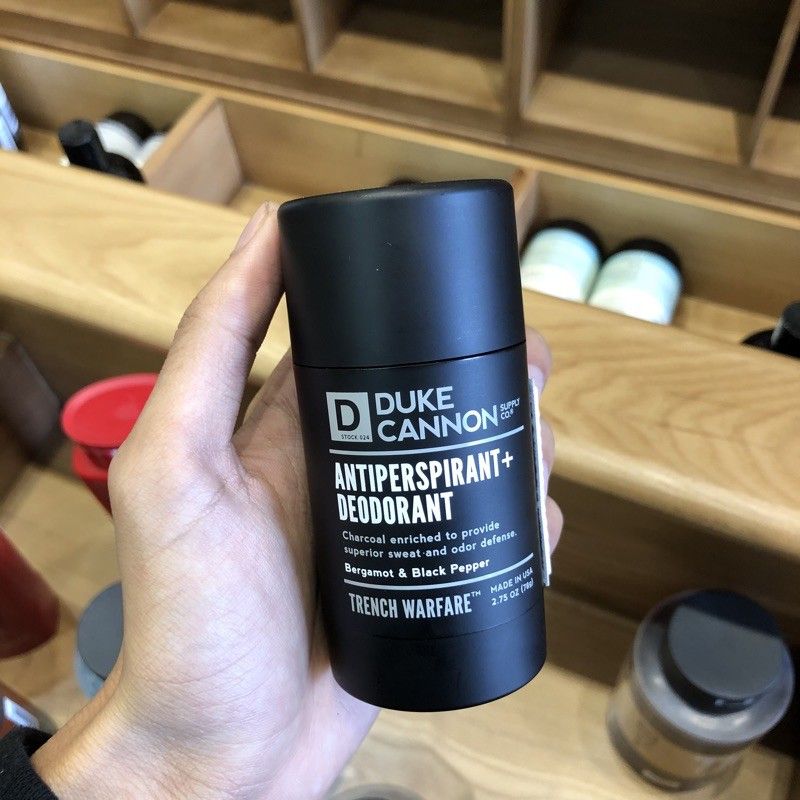 D
STOCK 024
DUKE
CANNON
SUPPLY
CO.®
ANTIPERSPIRANT+
DEODORANT
Charcoal enriched to provide
superior sweat and odor defense.
Bergamot & Black Pepper
TRENCH WARFARE™
MADE IN USA
2.75 OZ (78g)